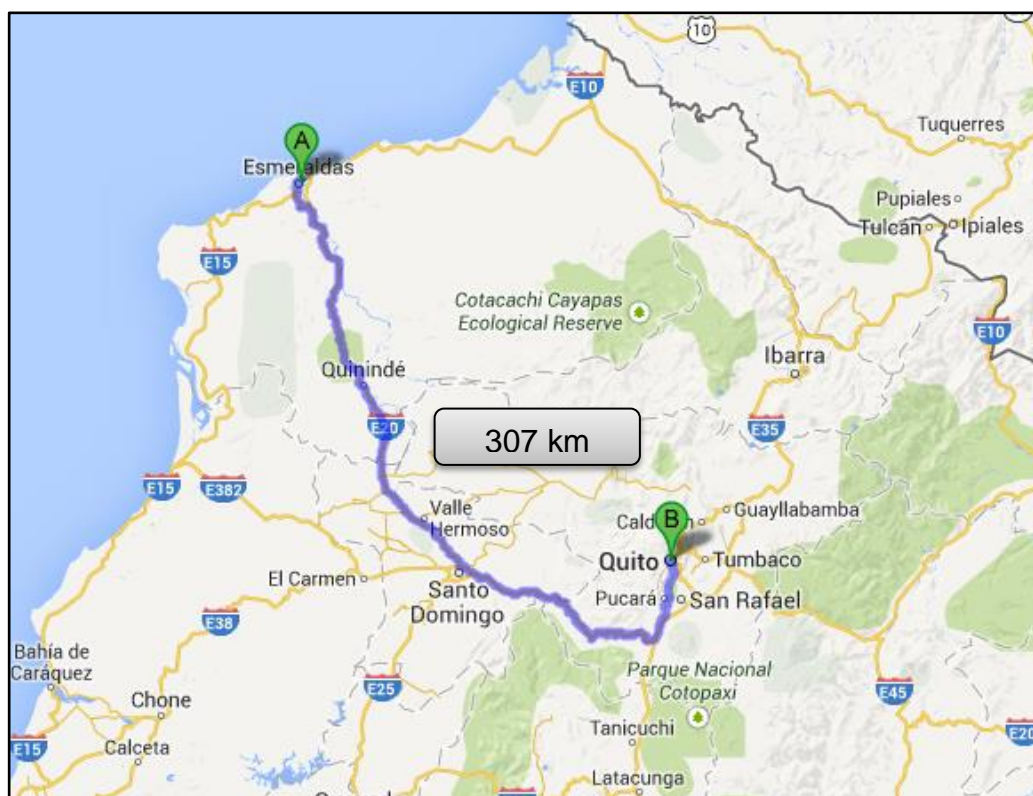 10
E10
A
Tuquerres
Esmeraldas
Pupiales
Tulcán
Ipiales
E15
Cotacachi Cayapas
Ecological Reserve
E10
Ibarra
Quinindé
E20
307 km
E35
E15
E382
Valle
Hermoso
B
Guayllabamba
Quito
Tumbaco
El Carmen
Santo
Domingo
Pucará
San Rafael
E38
Bahía de
Caráquez
Parque Nacional
Cotopaxi
E25
E45
Chone
Tanicuchi
E20
E15
Calceta
Latacunga